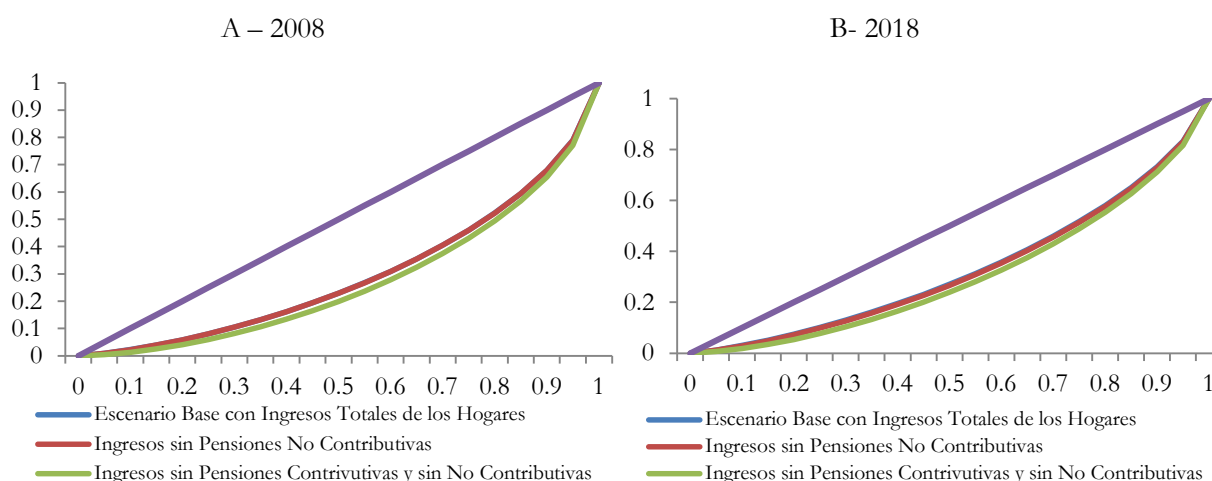 A – 2008
1
0.9
0.8
0.7
0.6
0.5
0.4
0.3
0.2
0.1
0
0 0.1 0.2 0.3 0.4 0.5 0.6 0.7 0.8 0.9 1
Escenario Base con Ingresos Totales de los Hogares
Ingresos sin Pensiones No Contributivas
Ingresos sin Pensiones Contrivutivas y sin No Contributivas
B- 2018
1
0.8
0.6
0.4
0.2
0
0 0.1 0.2 0.3 0.4 0.5 0.6 0.7 0.8 0.9 1
Escenario Base con Ingresos Totales de los Hogares
Ingresos sin Pensiones No Contributivas
Ingresos sin Pensiones Contrivutivas y sin No Contributivas